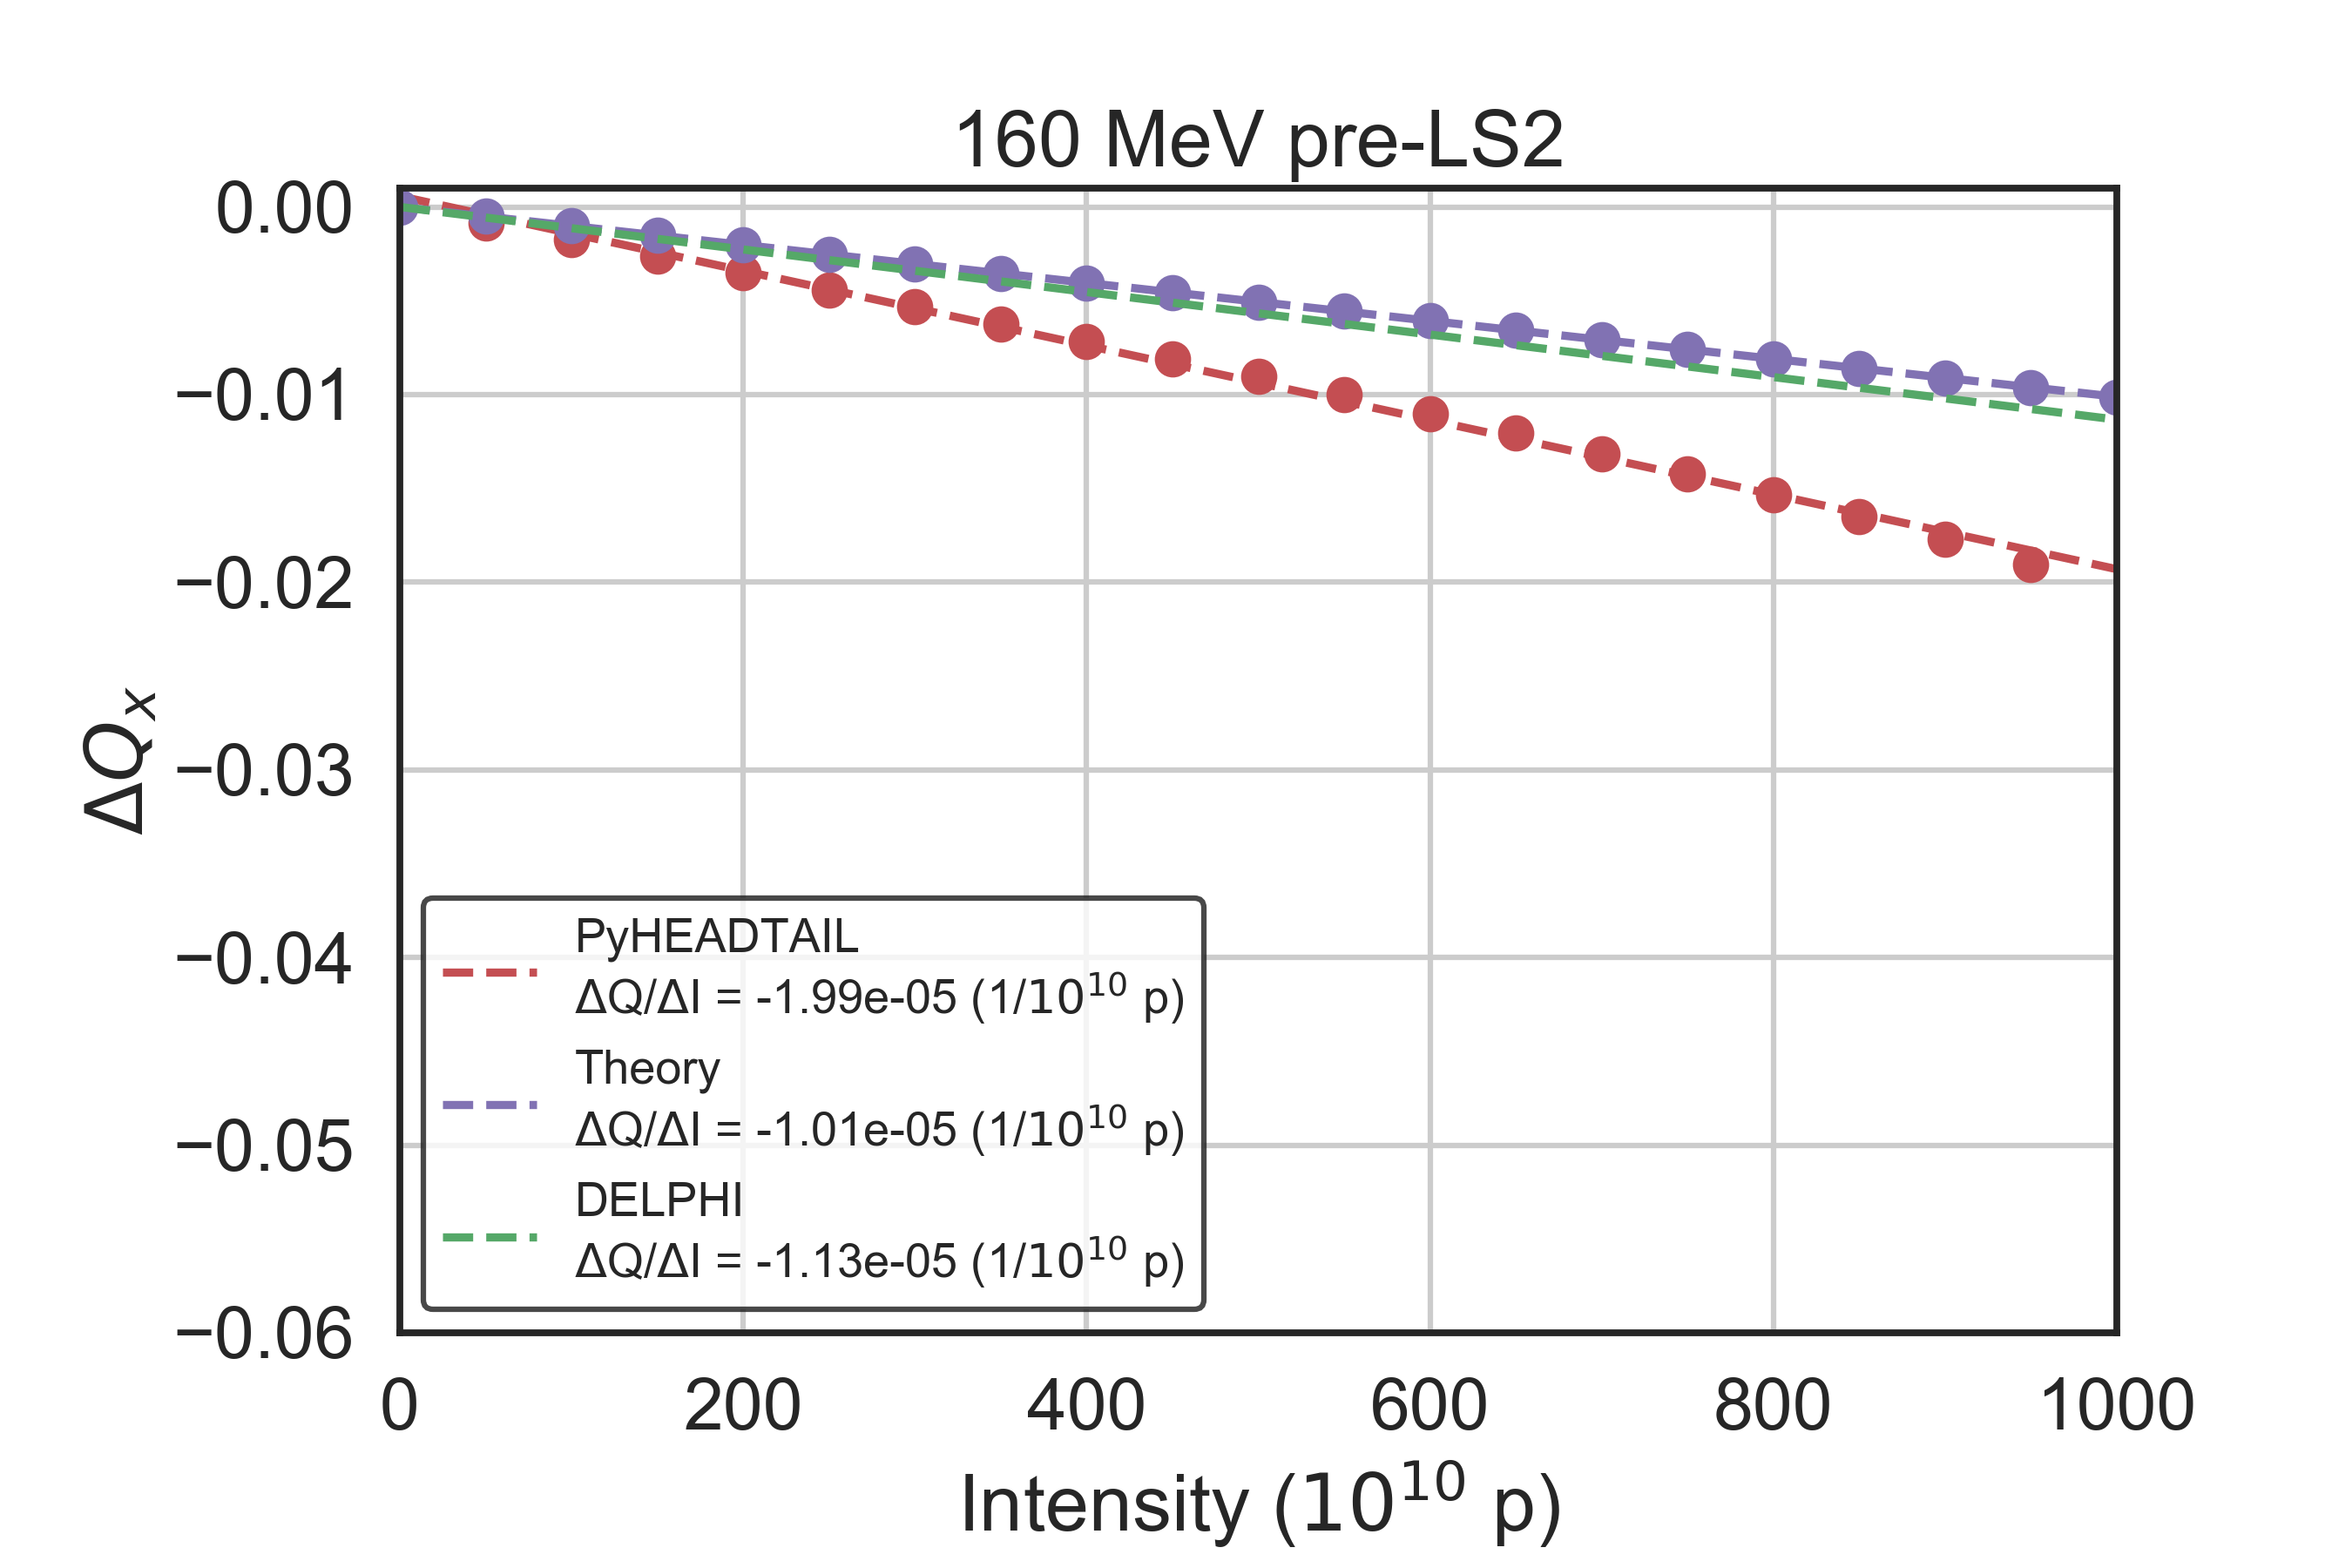 160 MeV pre-LS2
0.00
−0.01
−0.02
−0.03
−0.04
−0.05
−0.06
ΔQₓ
PyHEADTAIL
ΔQ/ΔI = -1.99e-05 (1/10¹⁰ p)
Theory
ΔQ/ΔI = -1.01e-05 (1/10¹⁰ p)
DELPHI
ΔQ/ΔI = -1.13e-05 (1/10¹⁰ p)
0 200 400 600 800 1000
Intensity (10¹⁰ p)